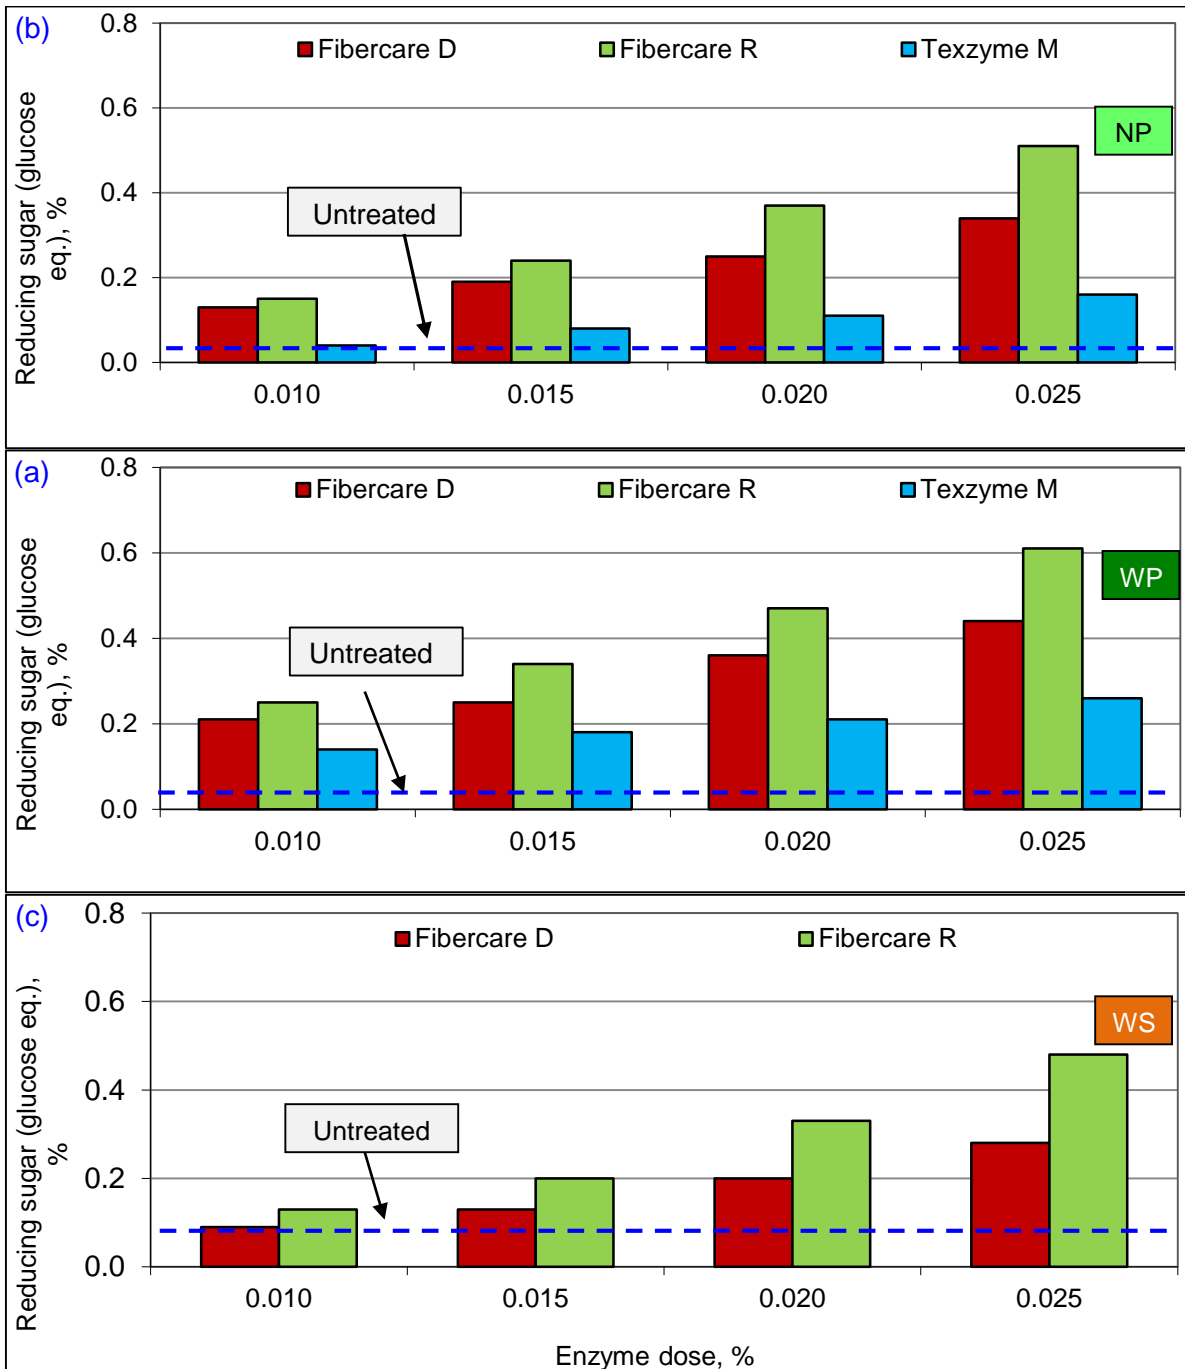 (b)
Fibercare D Fibercare R Texzyme M
Reducing sugar (glucose
eq.), %
0.8
0.6
0.4
0.2
0.0
NP
Untreated
0.010 0.015 0.020 0.025
(a)
Fibercare D Fibercare R Texzyme M
Reducing sugar (glucose
eq.), %
0.8
0.6
0.4
0.2
0.0
WP
Untreated
0.010 0.015 0.020 0.025
(c)
Fibercare D Fibercare R
Reducing sugar (glucose eq.),
%
0.8
0.6
0.4
0.2
0.0
WS
Untreated
0.010 0.015 0.020 0.025
Enzyme dose, %